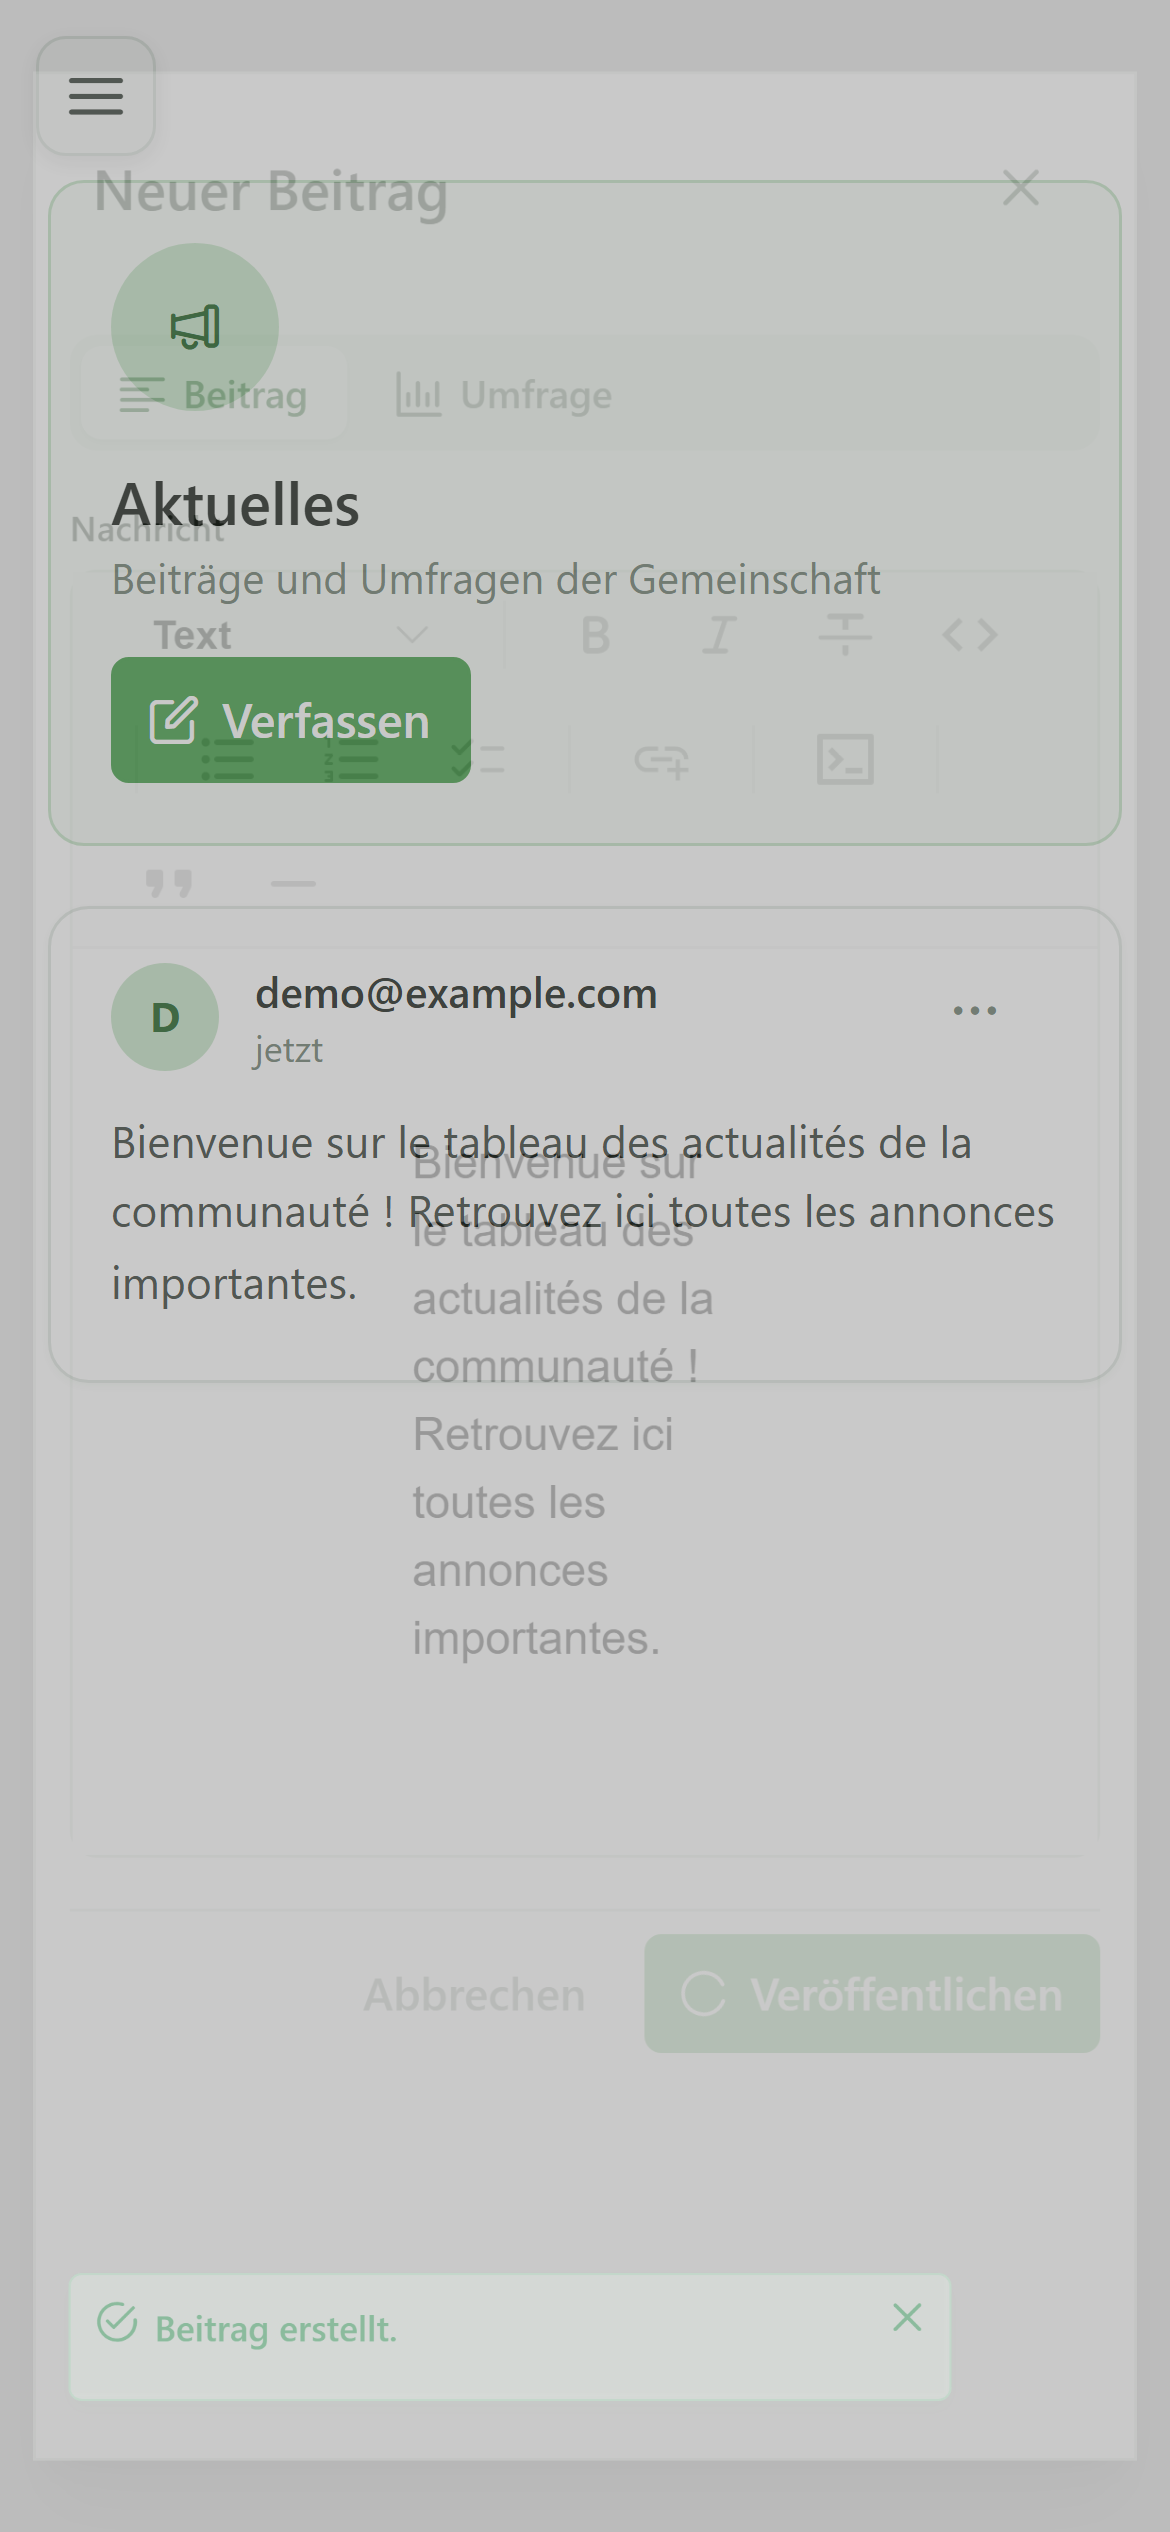 Neuer Beitrag
Beitrag
Umfrage
Aktuelles
Nachricht
Beiträge und Umfragen der Gemeinschaft
Text
B
I
Verfassen
D
demo@example.com
jetzt
Bienvenue sur le tableau des actualités de la
communauté ! Retrouvez ici toutes les annonces
importantes.
Bienvenue sur
le tableau des
actualités de la
communauté !
Retrouvez ici
toutes les
annonces
importantes.
Abbrechen
Veröffentlichen
Beitrag erstellt.